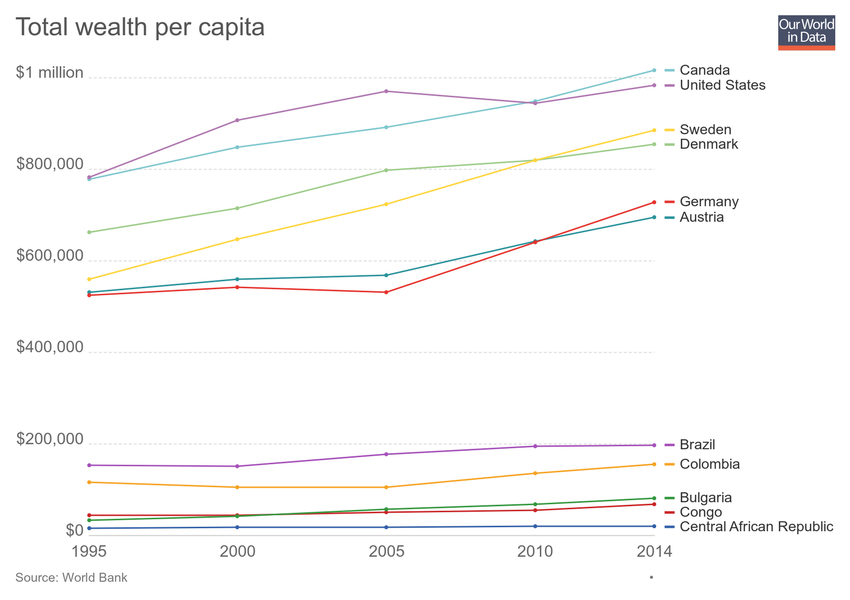 Total wealth per capita
Our World
in Data
$1 million
$800,000
$600,000
$400,000
$200,000
$0
Canada
United States
Sweden
Denmark
Germany
Austria
Brazil
Colombia
Bulgaria
Congo
Central African Republic
1995 2000 2005 2010 2014
Source: World Bank